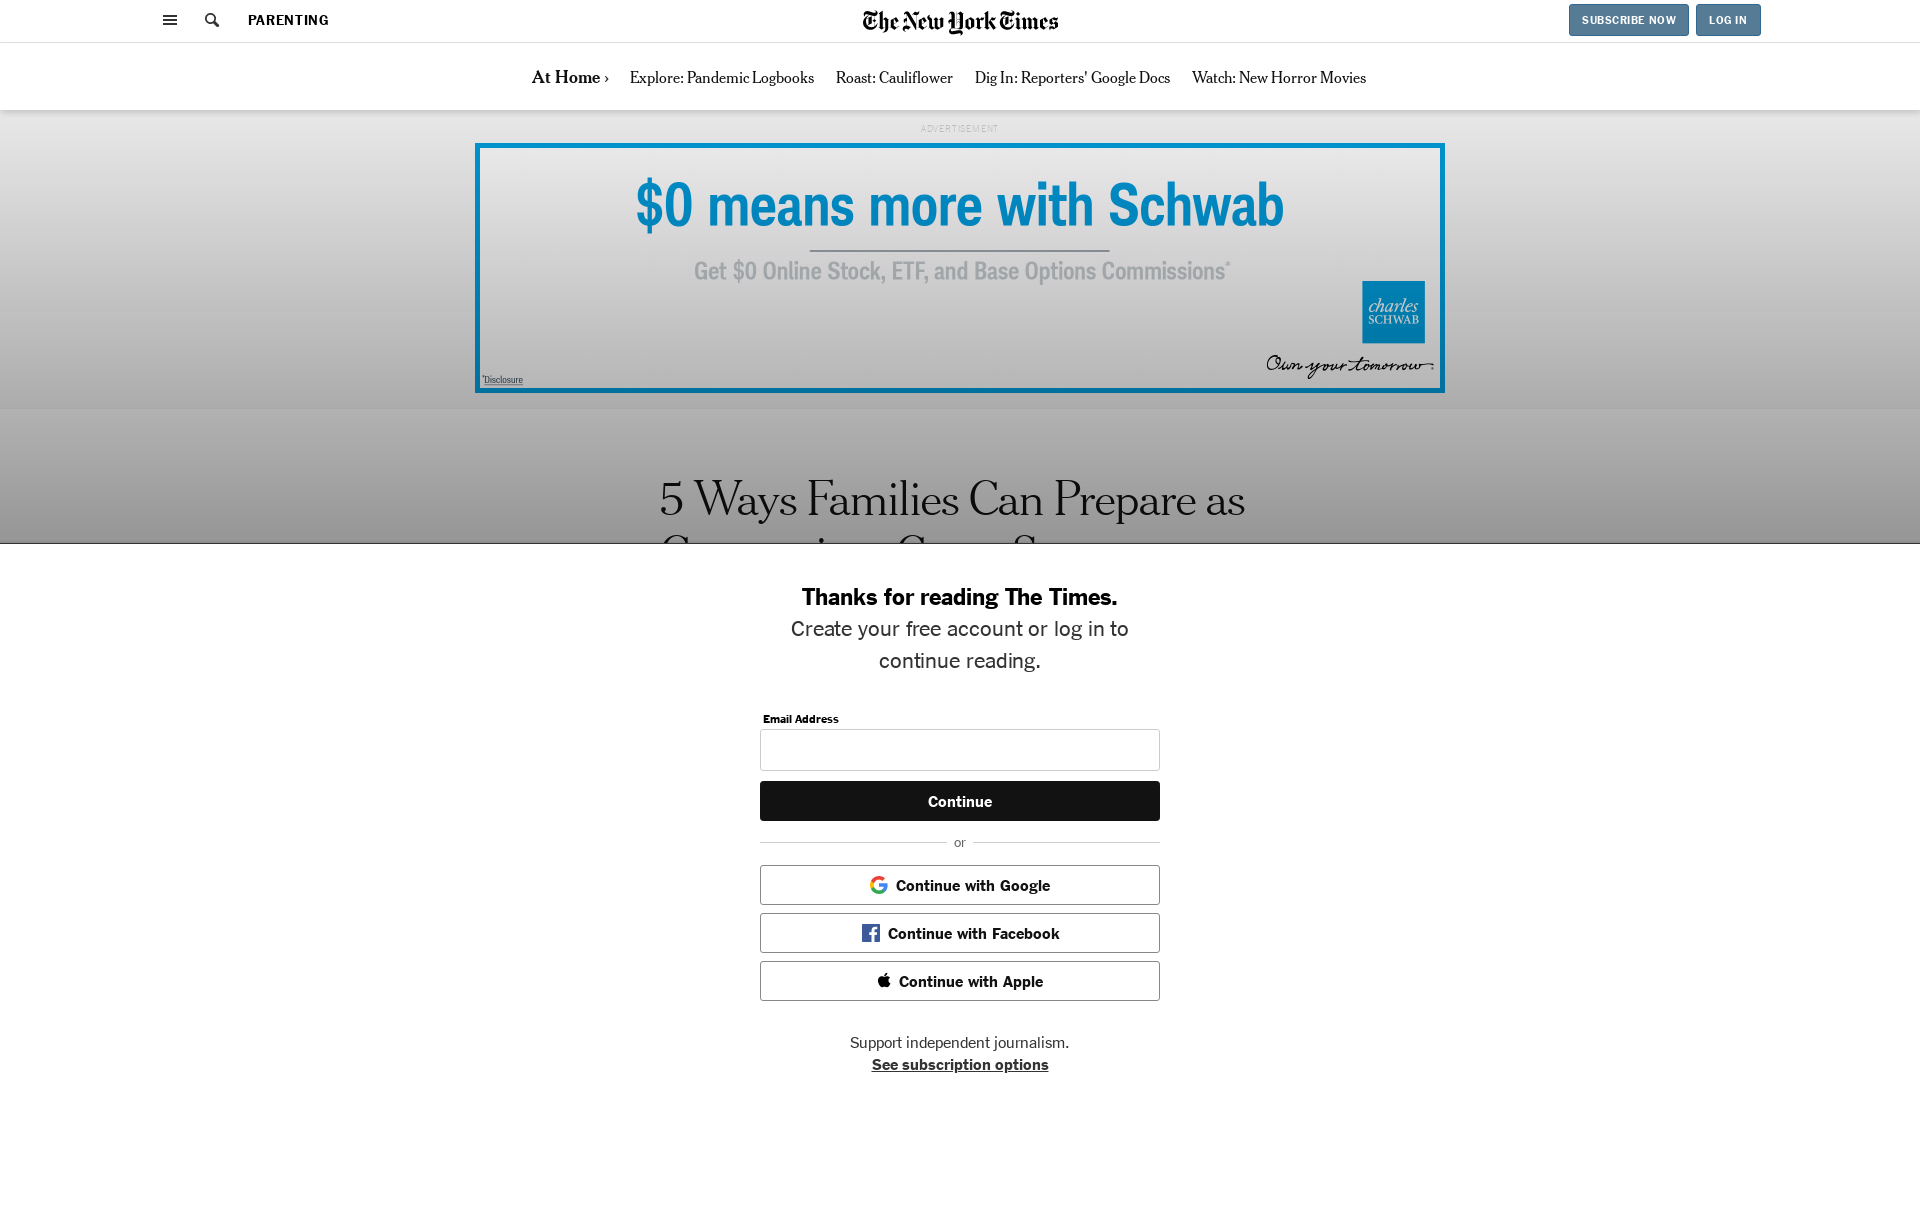 PARENTING
The New York Times
SUBSCRIBE NOW
LOG IN
At Home ›
Explore: Pandemic Logbooks
Roast: Cauliflower
Dig In: Reporters' Google Docs
Watch: New Horror Movies
ADVERTISEMENT
$0 means more with Schwab
Get $0 Online Stock, ETF, and Base Options Commissions*
charles
SCHWAB
Own your tomorrow
*Disclosure
5 Ways Families Can Prepare as
Thanks for reading The Times.
Create your free account or log in to
continue reading.
Email Address
Continue
or
Continue with Google
Continue with Facebook
Continue with Apple
Support independent journalism.
See subscription options